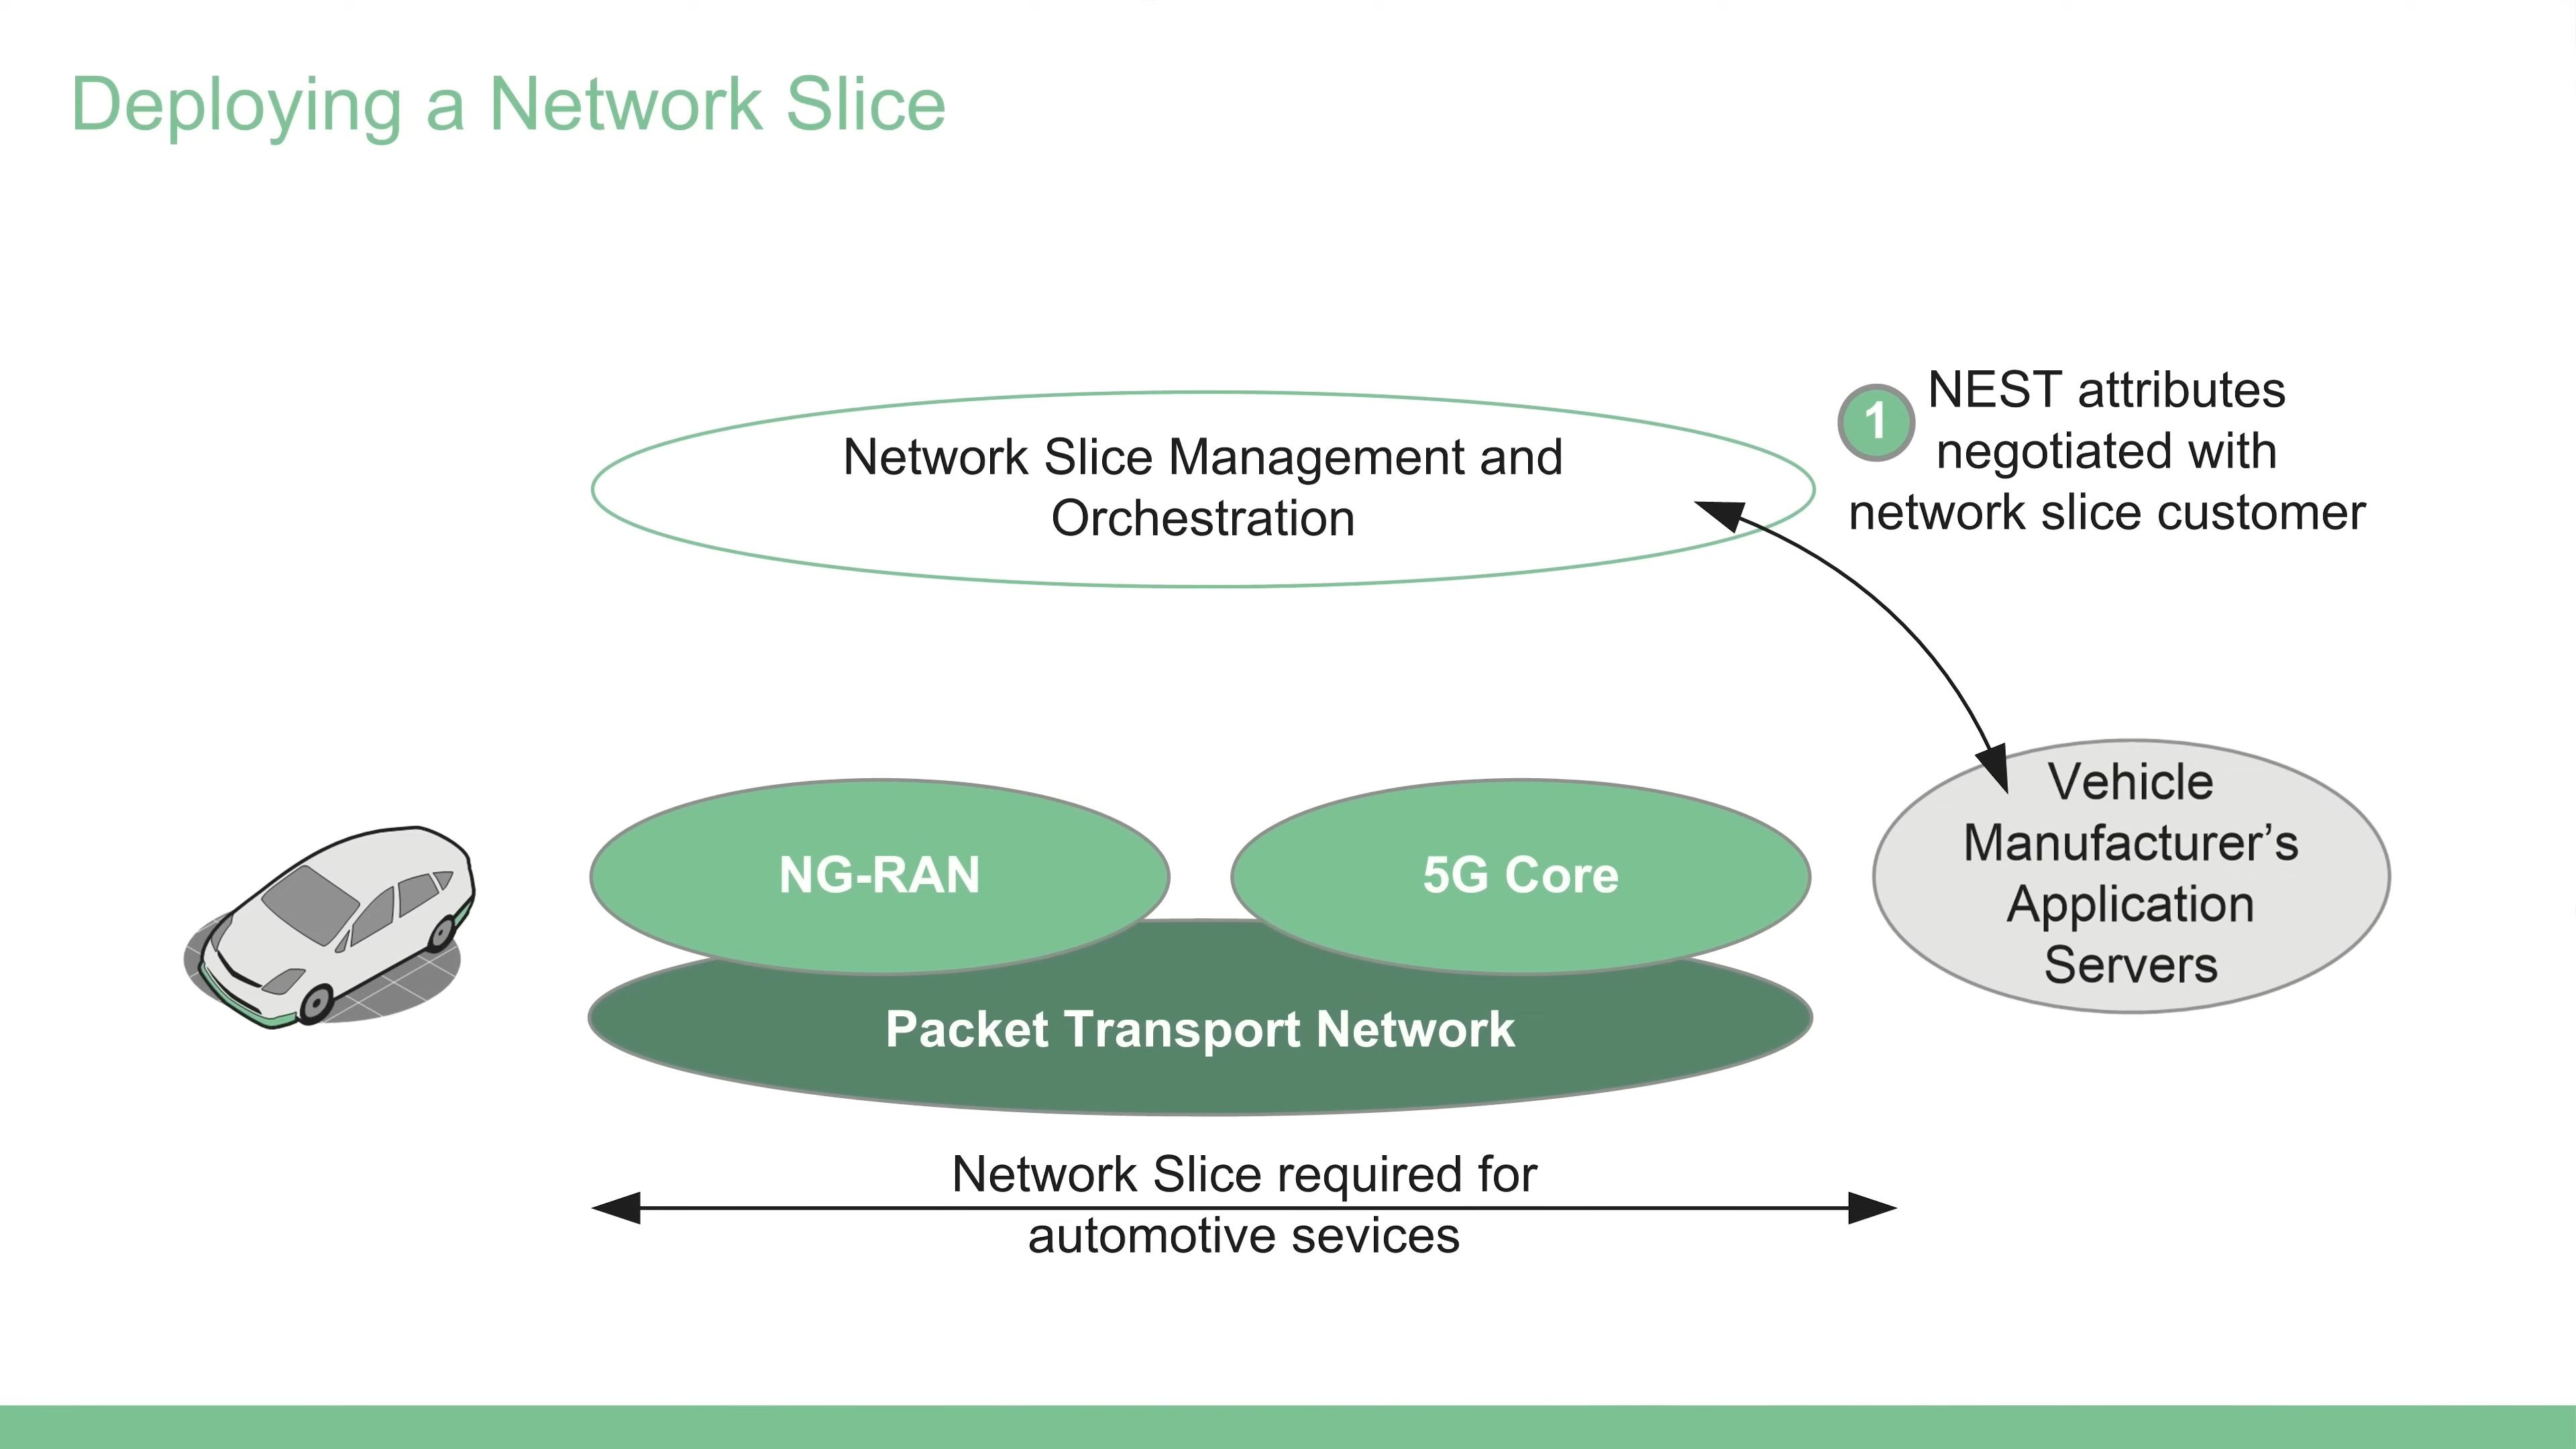 Deploying a Network Slice
1
NEST attributes
negotiated with
network slice customer
Network Slice Management and
Orchestration
Vehicle
Manufacturer’s
Application
Servers
NG-RAN
5G Core
Packet Transport Network
Network Slice required for
automotive sevices